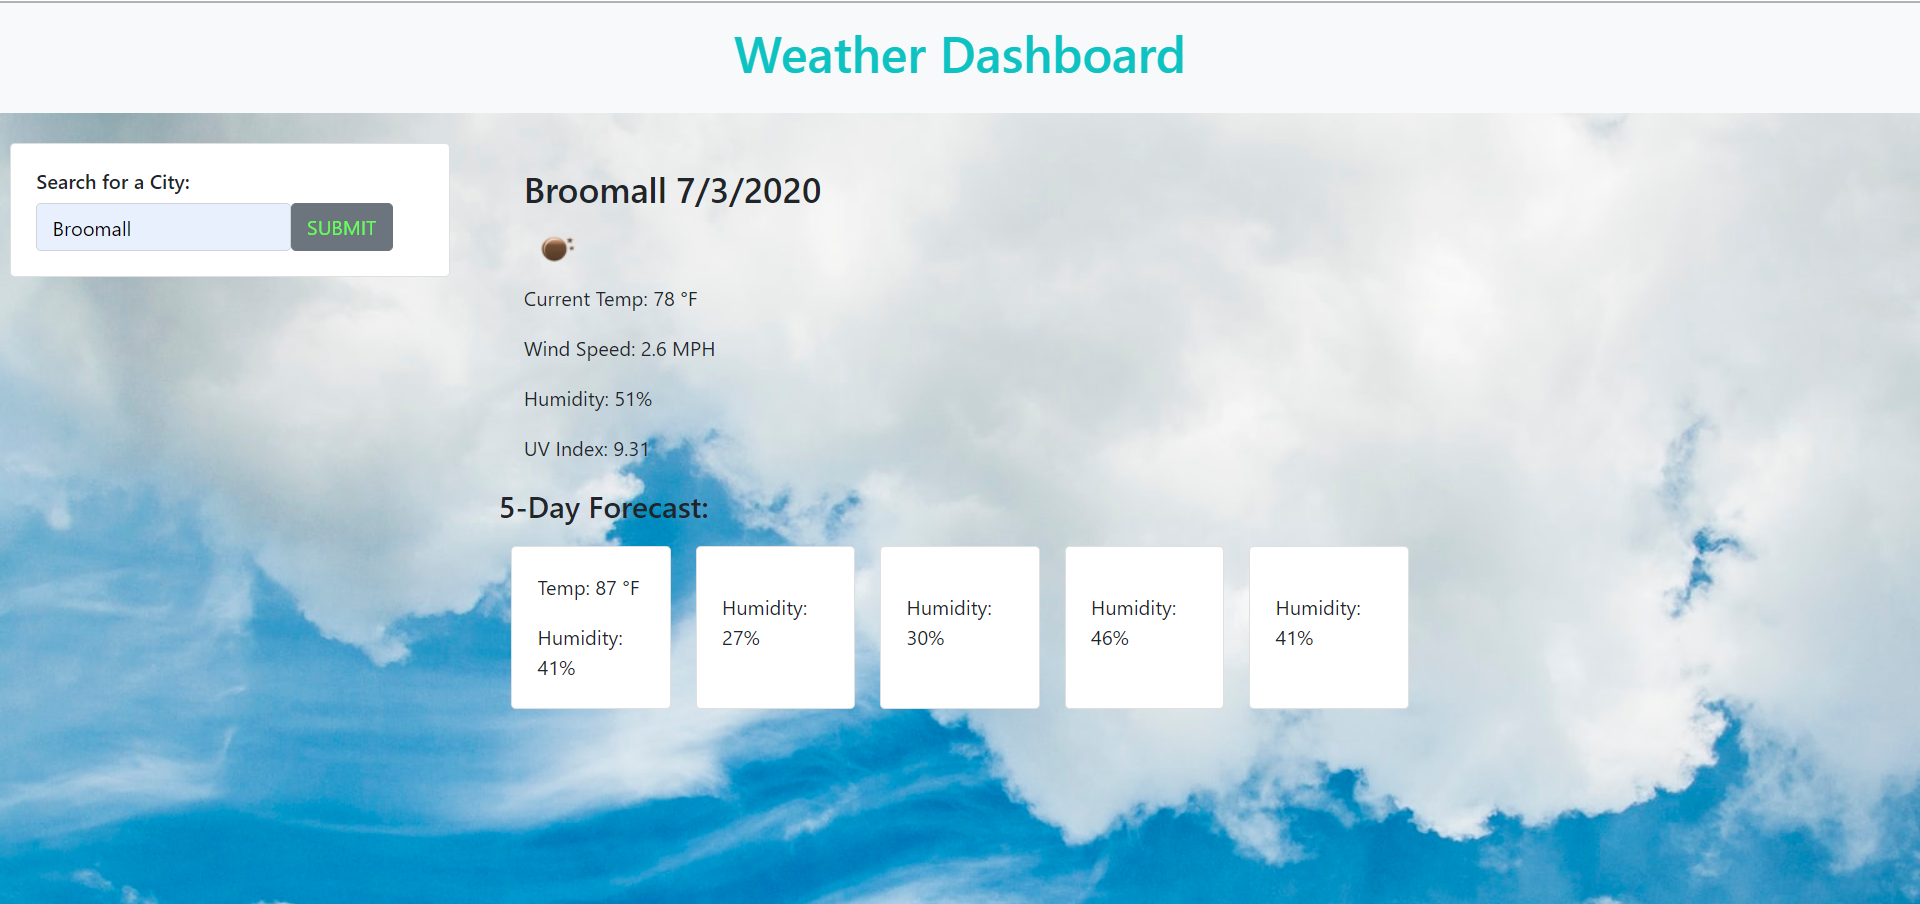 Weather Dashboard
Search for a City:
Broomall
SUBMIT
Broomall 7/3/2020
Current Temp: 78 °F
Wind Speed: 2.6 MPH
Humidity: 51%
UV Index: 9.31
5-Day Forecast:
Temp: 87 °F
Humidity:
41%
Humidity:
27%
Humidity:
30%
Humidity:
46%
Humidity:
41%